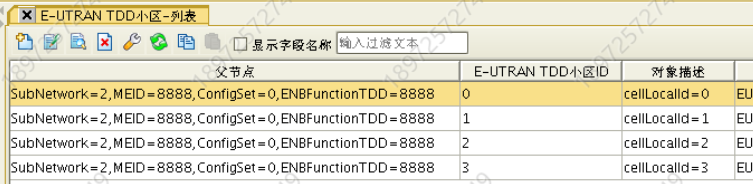 E-UTRAN TDD小区-列表
显示字段名称 输入过滤文本
父节点 E-UTRAN TDD小区ID 对象描述
SubNetwork=2,MEID=8888,ConfigSet=0,ENBFunctionTDD=8888 0 cellLocalId=0 EU
SubNetwork=2,MEID=8888,ConfigSet=0,ENBFunctionTDD=8888 1 cellLocalId=1 EU
SubNetwork=2,MEID=8888,ConfigSet=0,ENBFunctionTDD=8888 2 cellLocalId=2 EU
SubNetwork=2,MEID=8888,ConfigSet=0,ENBFunctionTDD=8888 3 cellLocalId=3 EU